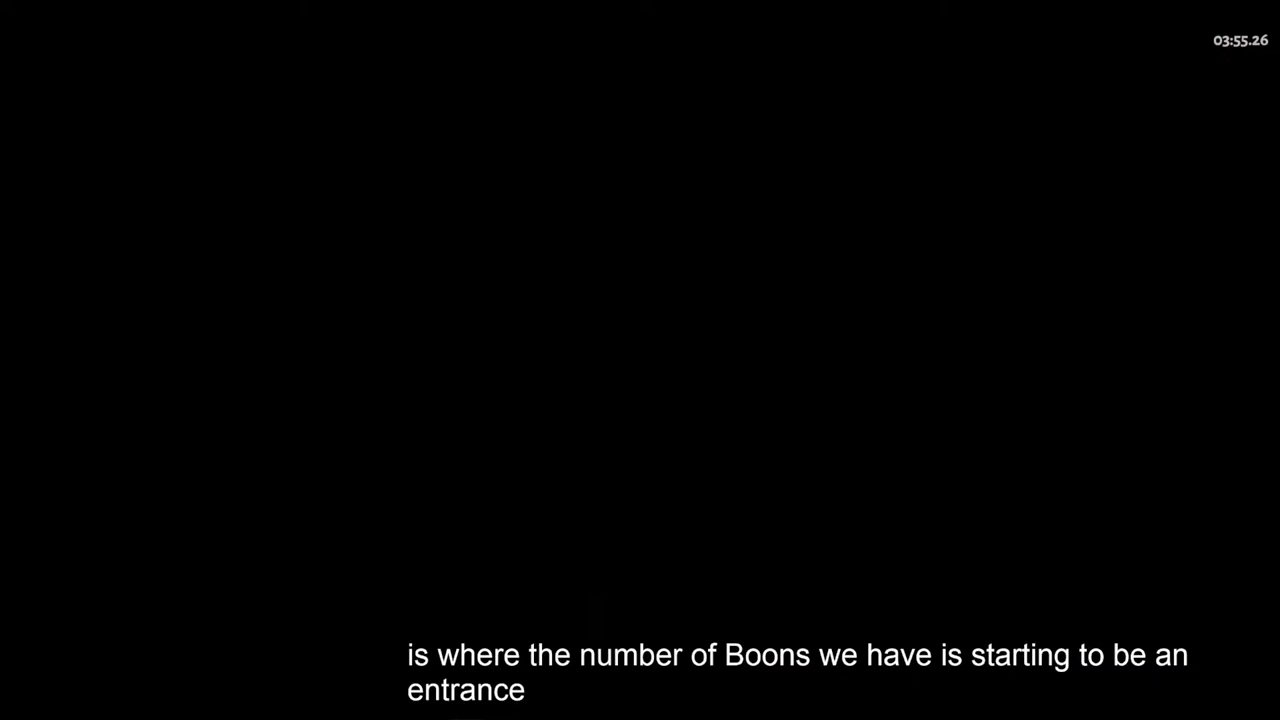 03:55.26
is where the number of Boons we have is starting to be an
entrance